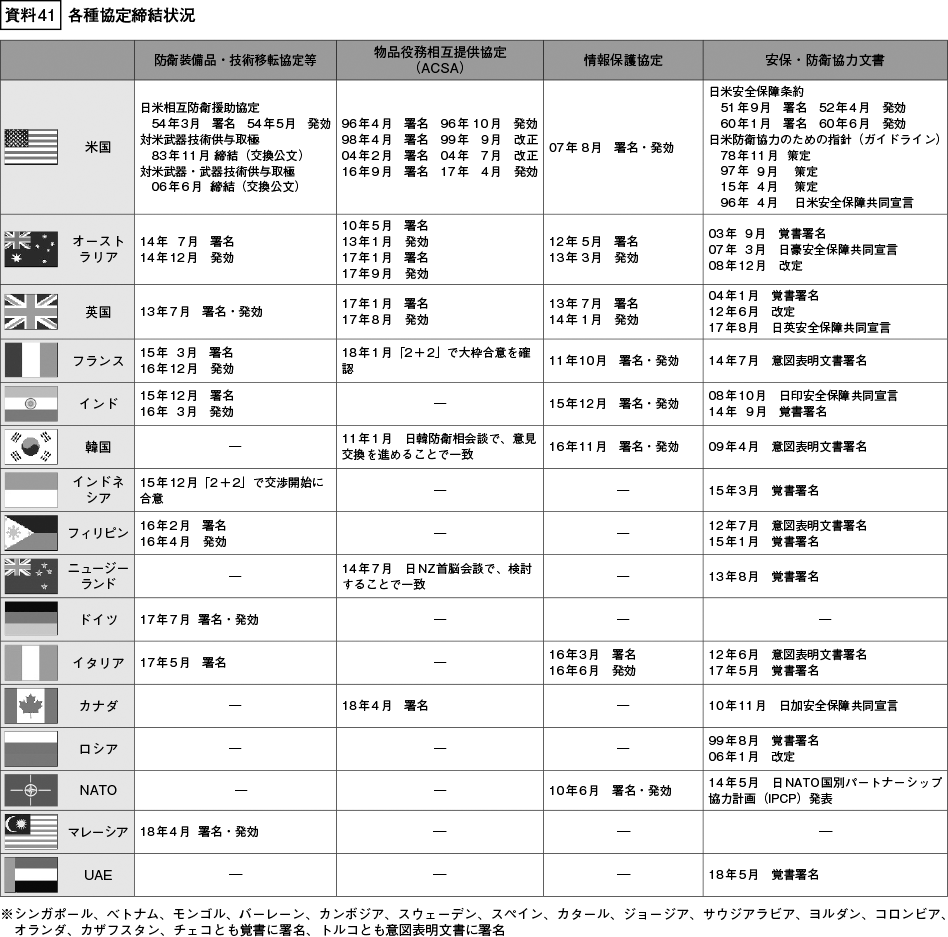 資料41 各種協定締結状況
防衛装備品・技術移転協定等 物品役務相互提供協定（ACSA） 情報保護協定 安保・防衛協力文書
米国
日米相互防衛援助協定
54年3月 署名 54年5月 発効
対米武器技術供与取極
83年11月 締結（交換公文）
対米武器・武器技術供与取極
06年6月 締結（交換公文）
96年4月 署名 96年10月 発効
98年4月 署名 99年 9月 改正
04年2月 署名 04年 7月 改正
16年9月 署名 17年 4月 発効
07年8月 署名・発効
日米安全保障条約
51年9月 署名 52年4月 発効
60年1月 署名 60年6月 発効
日米防衛協力のための指針（ガイドライン）
78年11月 策定
97年 9月 策定
15年 4月 策定
96年 4月 日米安全保障共同宣言
オースト
ラリア
14年 7月 署名
14年12月 発効
10年5月 署名
13年1月 発効
17年1月 署名
17年9月 発効
12年5月 署名
13年3月 発効
03年 9月 覚書署名
07年 3月 日豪安全保障共同宣言
08年12月 改定
英国
13年7月 署名・発効
17年1月 署名
17年8月 発効
13年7月 署名
14年1月 発効
04年1月 覚書署名
12年6月 改定
17年8月 日英安全保障共同宣言
フランス
15年 3月 署名
16年12月 発効
18年1月「2＋2」で大枠合意を確
認
11年10月 署名・発効
14年7月 意図表明文書署名
インド
15年12月 署名
16年 3月 発効
―
15年12月 署名・発効
08年10月 日印安全保障共同宣言
14年 9月 覚書署名
韓国
―
11年1月 日韓防衛相会談で、意見
交換を進めることで一致
16年11月 署名・発効
09年4月 意図表明文書署名
インドネ
シア
15年12月「2＋2」で交渉開始に
合意
―
―
15年3月 覚書署名
フィリピン
16年2月 署名
16年4月 発効
―
―
12年7月 意図表明文書署名
15年1月 覚書署名
ニュージー
ランド
―
14年7月 日NZ首脳会談で、検討
することで一致
―
13年8月 覚書署名
ドイツ
17年7月 署名・発効
―
―
―
イタリア
17年5月 署名
―
16年3月 署名
16年6月 発効
12年6月 意図表明文書署名
17年5月 覚書署名
カナダ
―
18年4月 署名
―
10年11月 日加安全保障共同宣言
ロシア
―
―
―
99年8月 覚書署名
06年1月 改定
NATO
―
―
10年6月 署名・発効
14年5月 日NATO国別パートナーシップ
協力計画（IPCP）発表
マレーシア
18年4月 署名・発効
―
―
―
UAE
―
―
―
18年5月 覚書署名
※シンガポール、ベトナム、モンゴル、バーレーン、カンボジア、スウェーデン、スペイン、カタール、ジョージア、サウジアラビア、ヨルダン、コロンビア、
オランダ、カザフスタン、チェコとも覚書に署名、トルコとも意図表明文書に署名